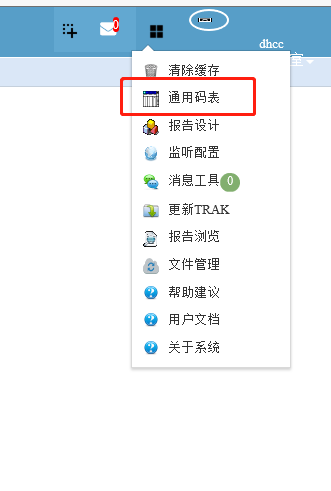 0
dhcc
室
清除缓存
通用码表
报告设计
监听配置
消息工具 0
更新TRAK
报告浏览
文件管理
帮助建议
用户文档
关于系统